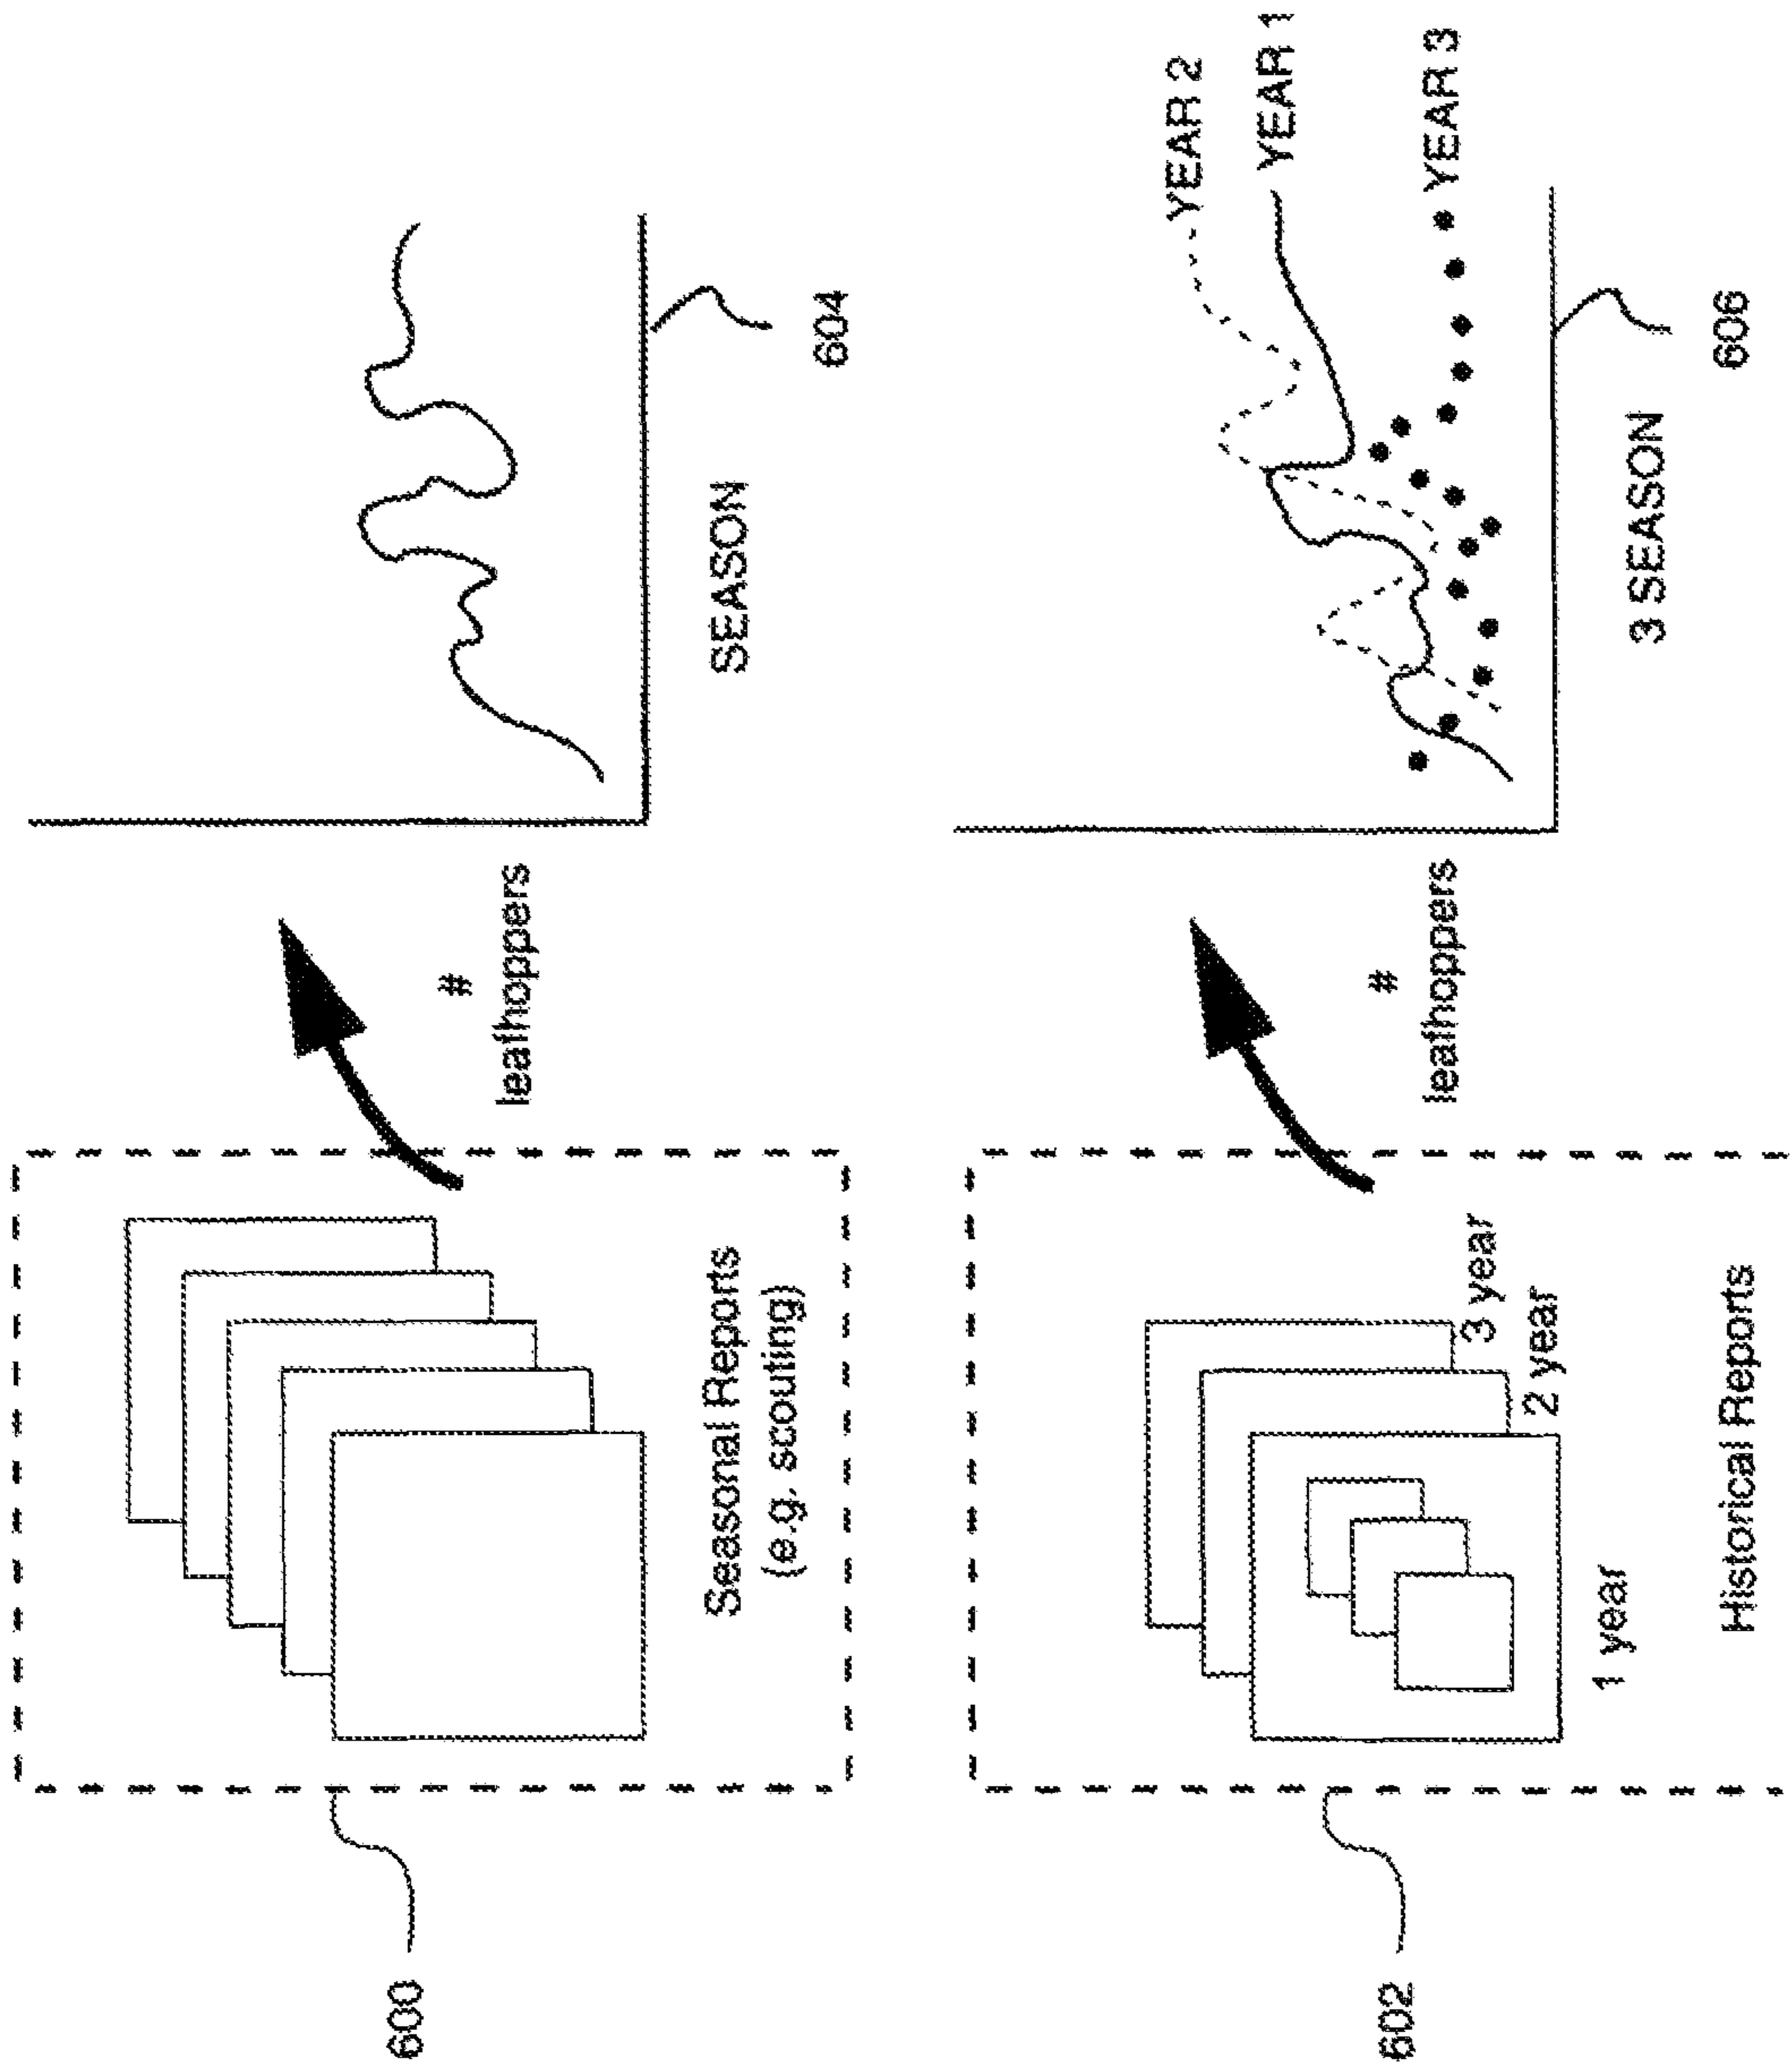 600
Seasonal Reports
(e.g. scouting)
#
leafhoppers
SEASON
604
602
1 year
2 year
3 year
Historical Reports
#
leafhoppers
YEAR 2
YEAR 1
YEAR 3
3 SEASON
606